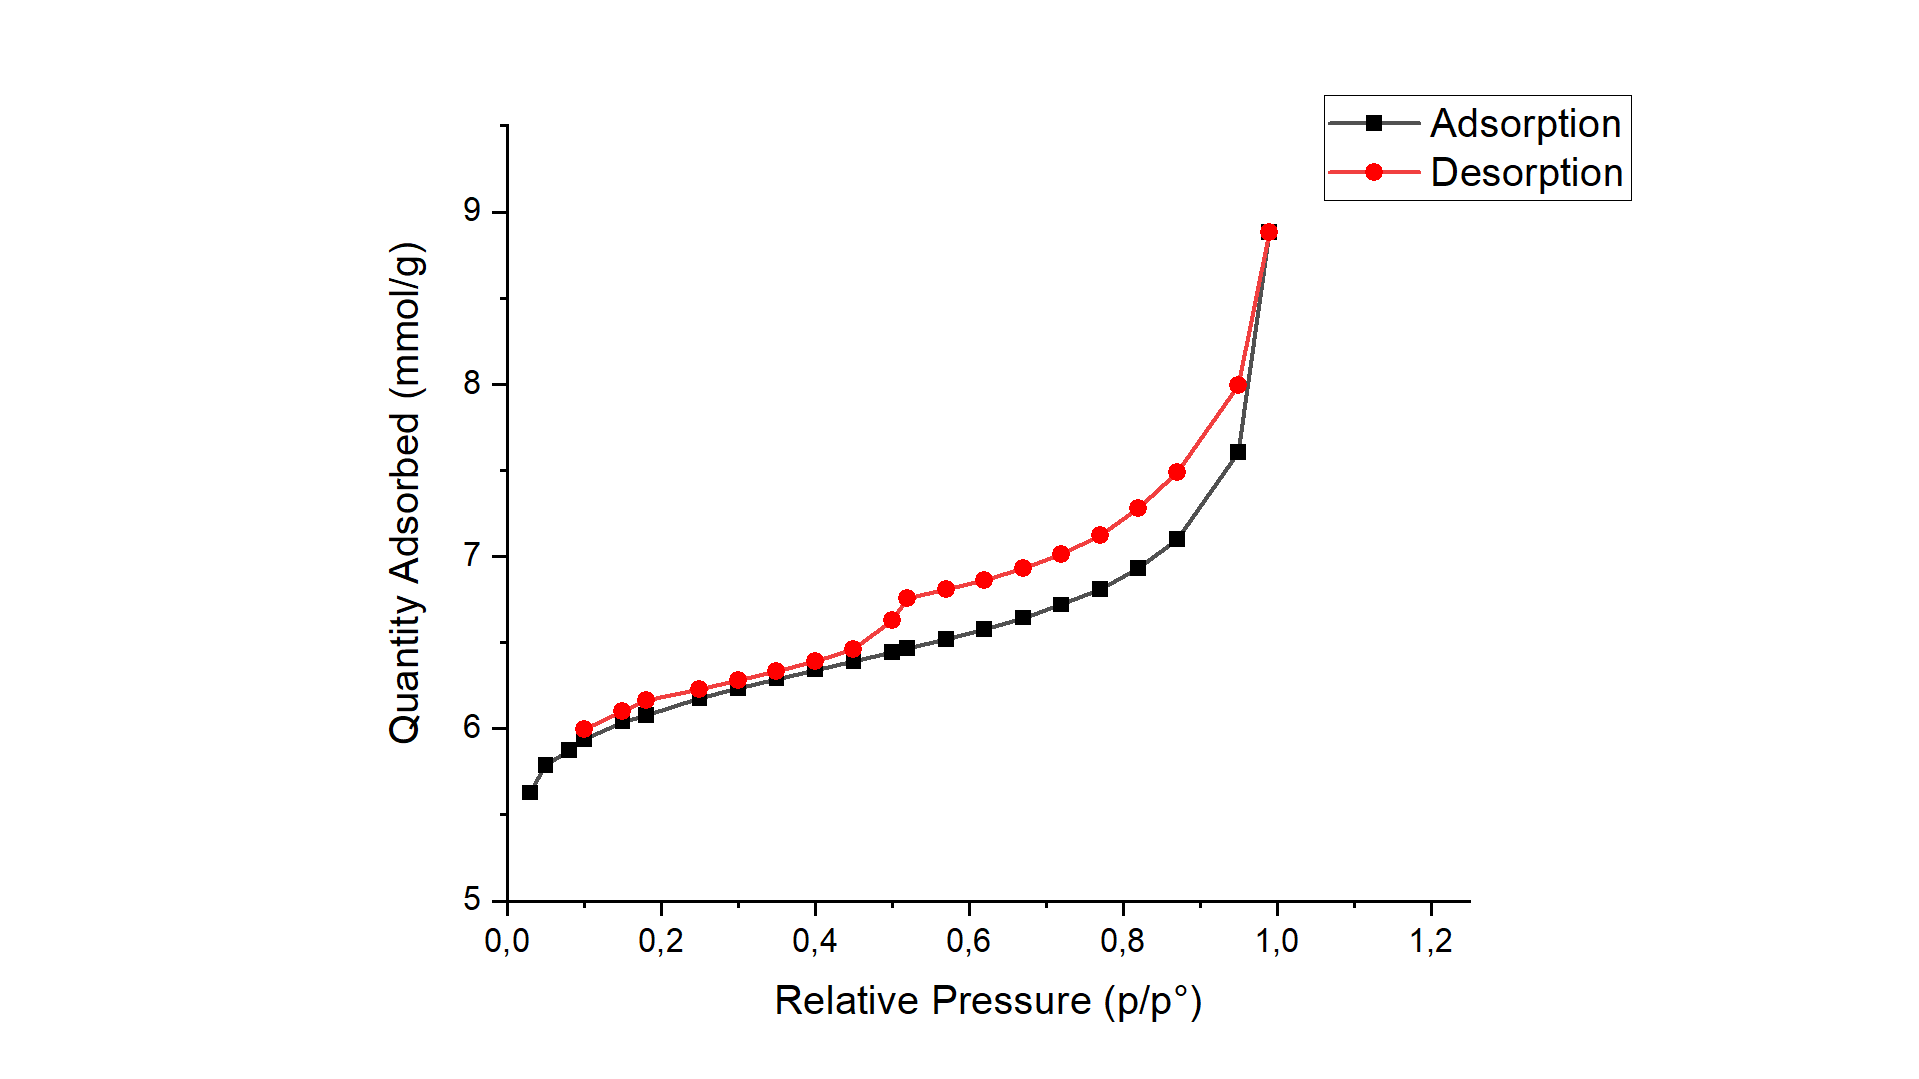 Adsorption
Desorption
9
8
7
6
5
Quantity Adsorbed (mmol/g)
0,0 0,2 0,4 0,6 0,8 1,0 1,2
Relative Pressure (p/p°)